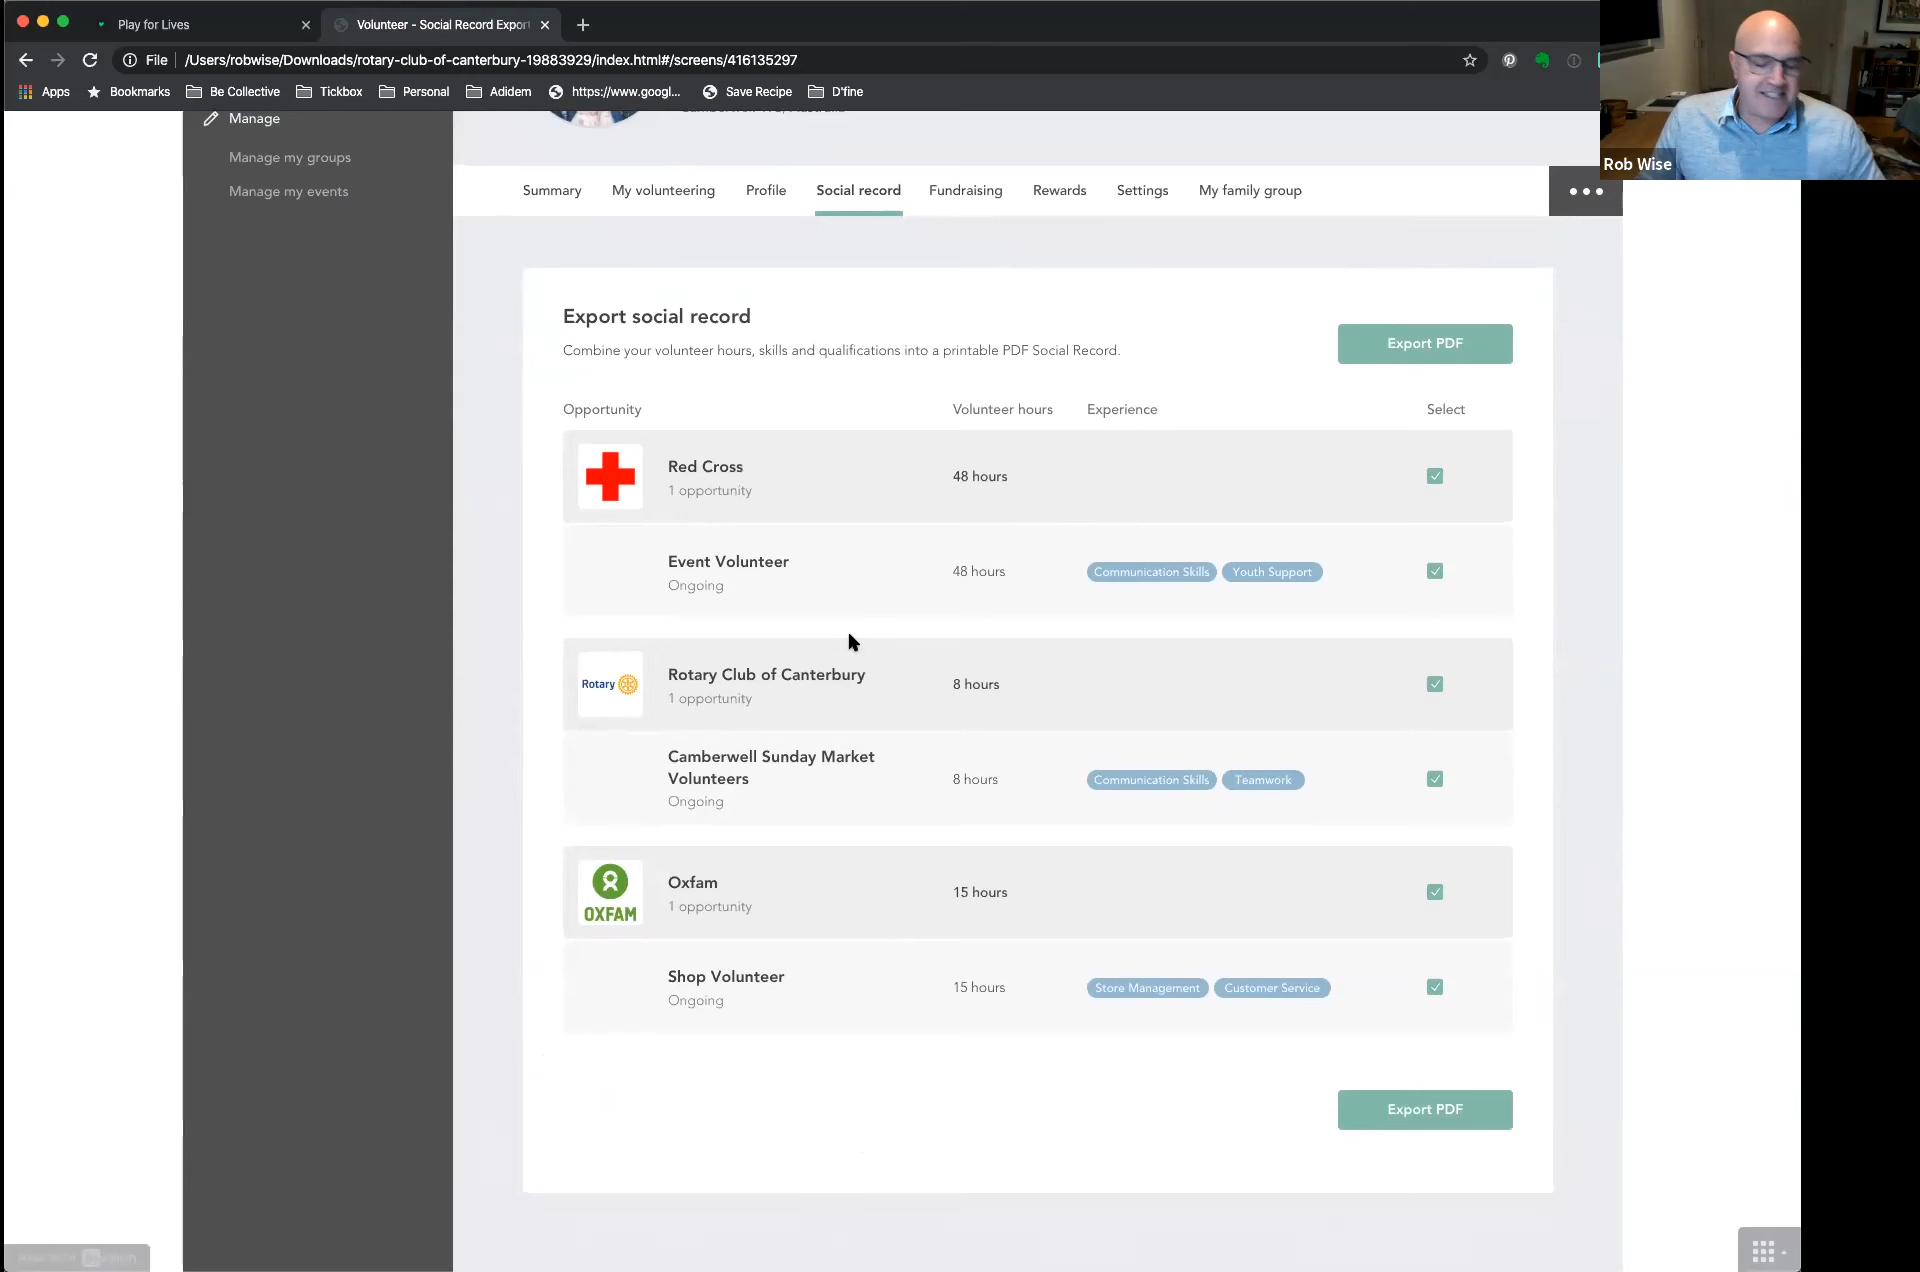 Play for Lives
Volunteer - Social Record Export
File
/Users/robwise/Downloads/rotary-club-of-canterbury-19883929/index.html#/screens/416135297
Apps
Bookmarks
Be Collective
Tickbox
Personal
Adidem
https://www.googl...
Save Recipe
D'fine
Rob Wise
Manage
Manage my groups
Manage my events
Summary
My volunteering
Profile
Social record
Fundraising
Rewards
Settings
My family group
Export social record
Combine your volunteer hours, skills and qualifications into a printable PDF Social Record.
Export PDF
Opportunity
Volunteer hours
Experience
Select
Red Cross
1 opportunity
48 hours
Event Volunteer
Ongoing
48 hours
Communication Skills
Youth Support
Rotary
Rotary Club of Canterbury
1 opportunity
8 hours
Camberwell Sunday Market
Volunteers
Ongoing
8 hours
Communication Skills
Teamwork
OXFAM
Oxfam
1 opportunity
15 hours
Shop Volunteer
Ongoing
15 hours
Store Management
Customer Service
Export PDF